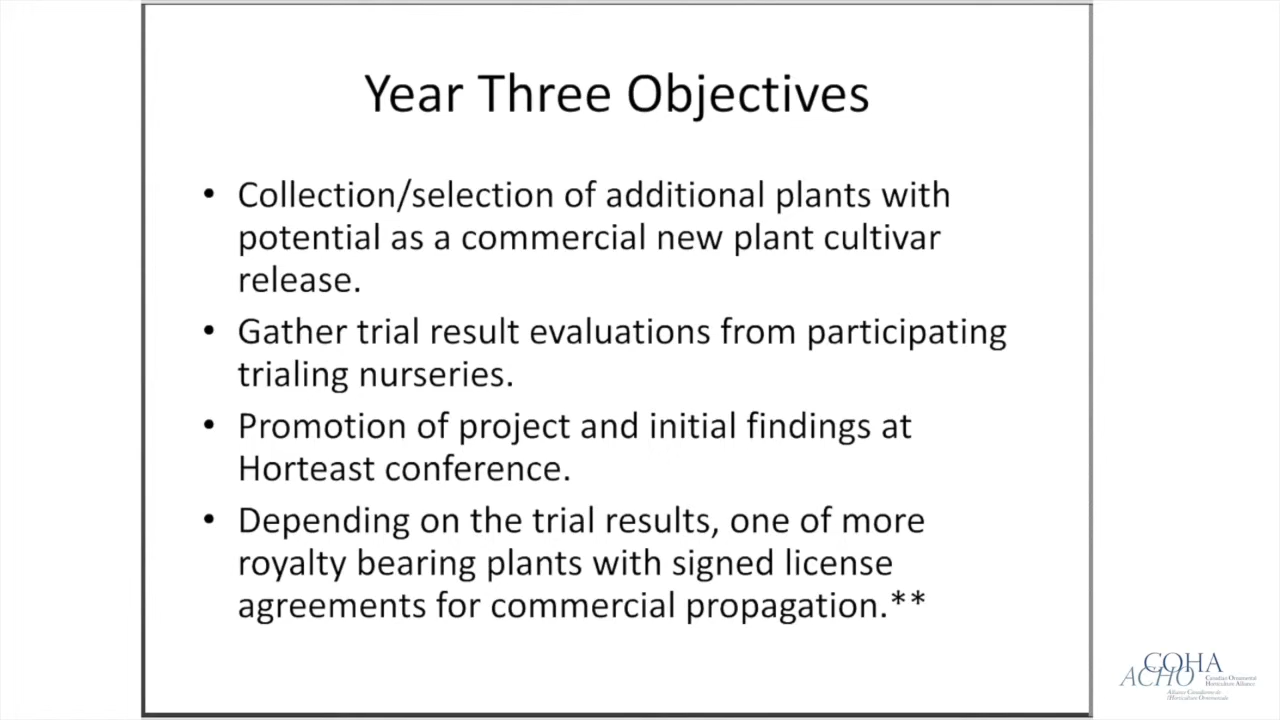 Year Three Objectives
• Collection/selection of additional plants with
potential as a commercial new plant cultivar
release.
• Gather trial result evaluations from participating
trialing nurseries.
• Promotion of project and initial findings at
Horteast conference.
• Depending on the trial results, one of more
royalty bearing plants with signed license
agreements for commercial propagation.**
COHA
ACHO
Canadian Ornamental
Horticulture Alliance
Alliance Canadienne de
l'Horticulture Ornementale